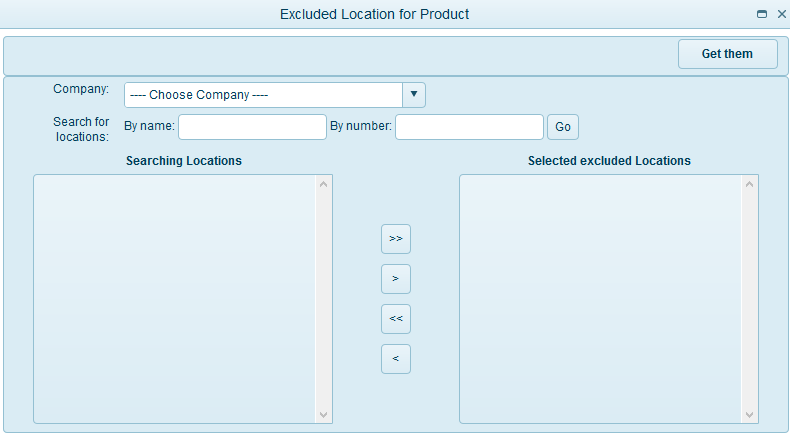 Excluded Location for Product
Get them
Company: ---- Choose Company ----
Search for
locations: By name: By number: Go
Searching Locations Selected excluded Locations
>>
>
<<
<